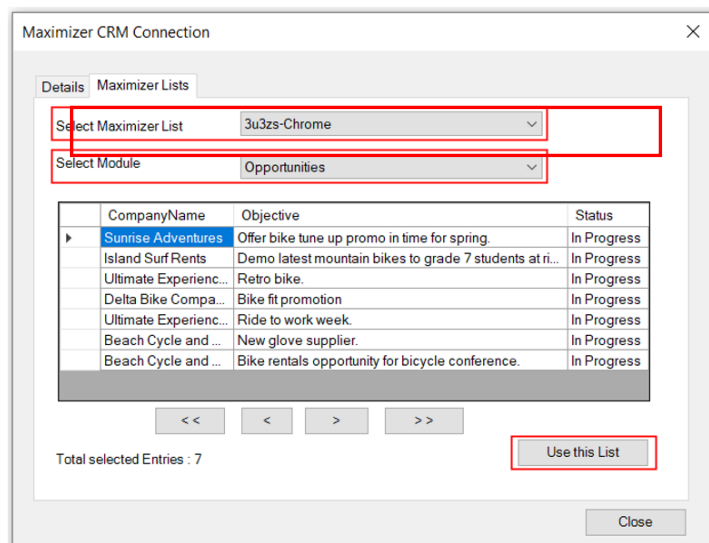 Maximizer CRM Connection
Details Maximizer Lists
Select Maximizer List 3u3zs-Chrome
Select Module Opportunities
CompanyName Objective Status
Sunrise Adventures Offer bike tune up promo in time for spring. In Progress
Island Surf Rents Demo latest mountain bikes to grade 7 students at ri... In Progress
Ultimate Experienc... Retro bike. In Progress
Delta Bike Compa... Bike fit promotion In Progress
Ultimate Experienc... Ride to work week. In Progress
Beach Cycle and ... New glove supplier. In Progress
Beach Cycle and ... Bike rentals opportunity for bicycle conference. In Progress
<< < > >>
Total selected Entries : 7 Use this List
Close